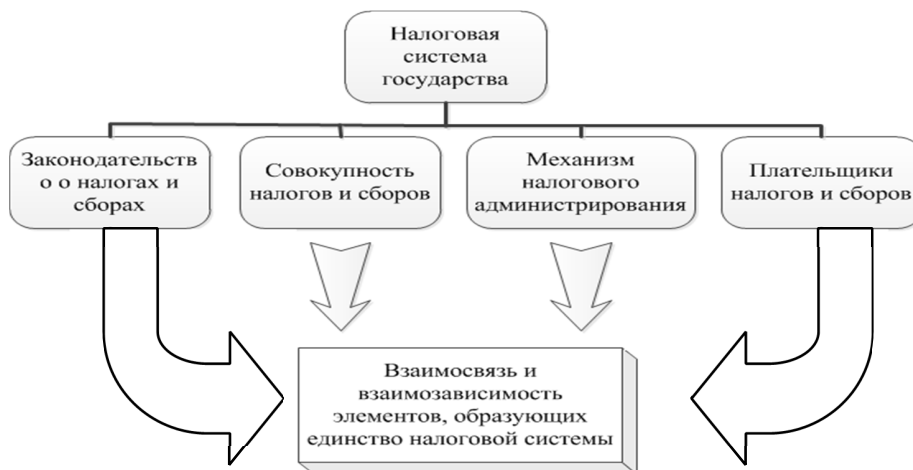 Налоговая
система
государства
Законодательств
о о налогах и
сборах
Совокупность
налогов и сборов
Механизм
налогового
администрирования
Плательщики
налогов и сборов
Взаимосвязь и
взаимозависимость
элементов, образующих
единство налоговой системы